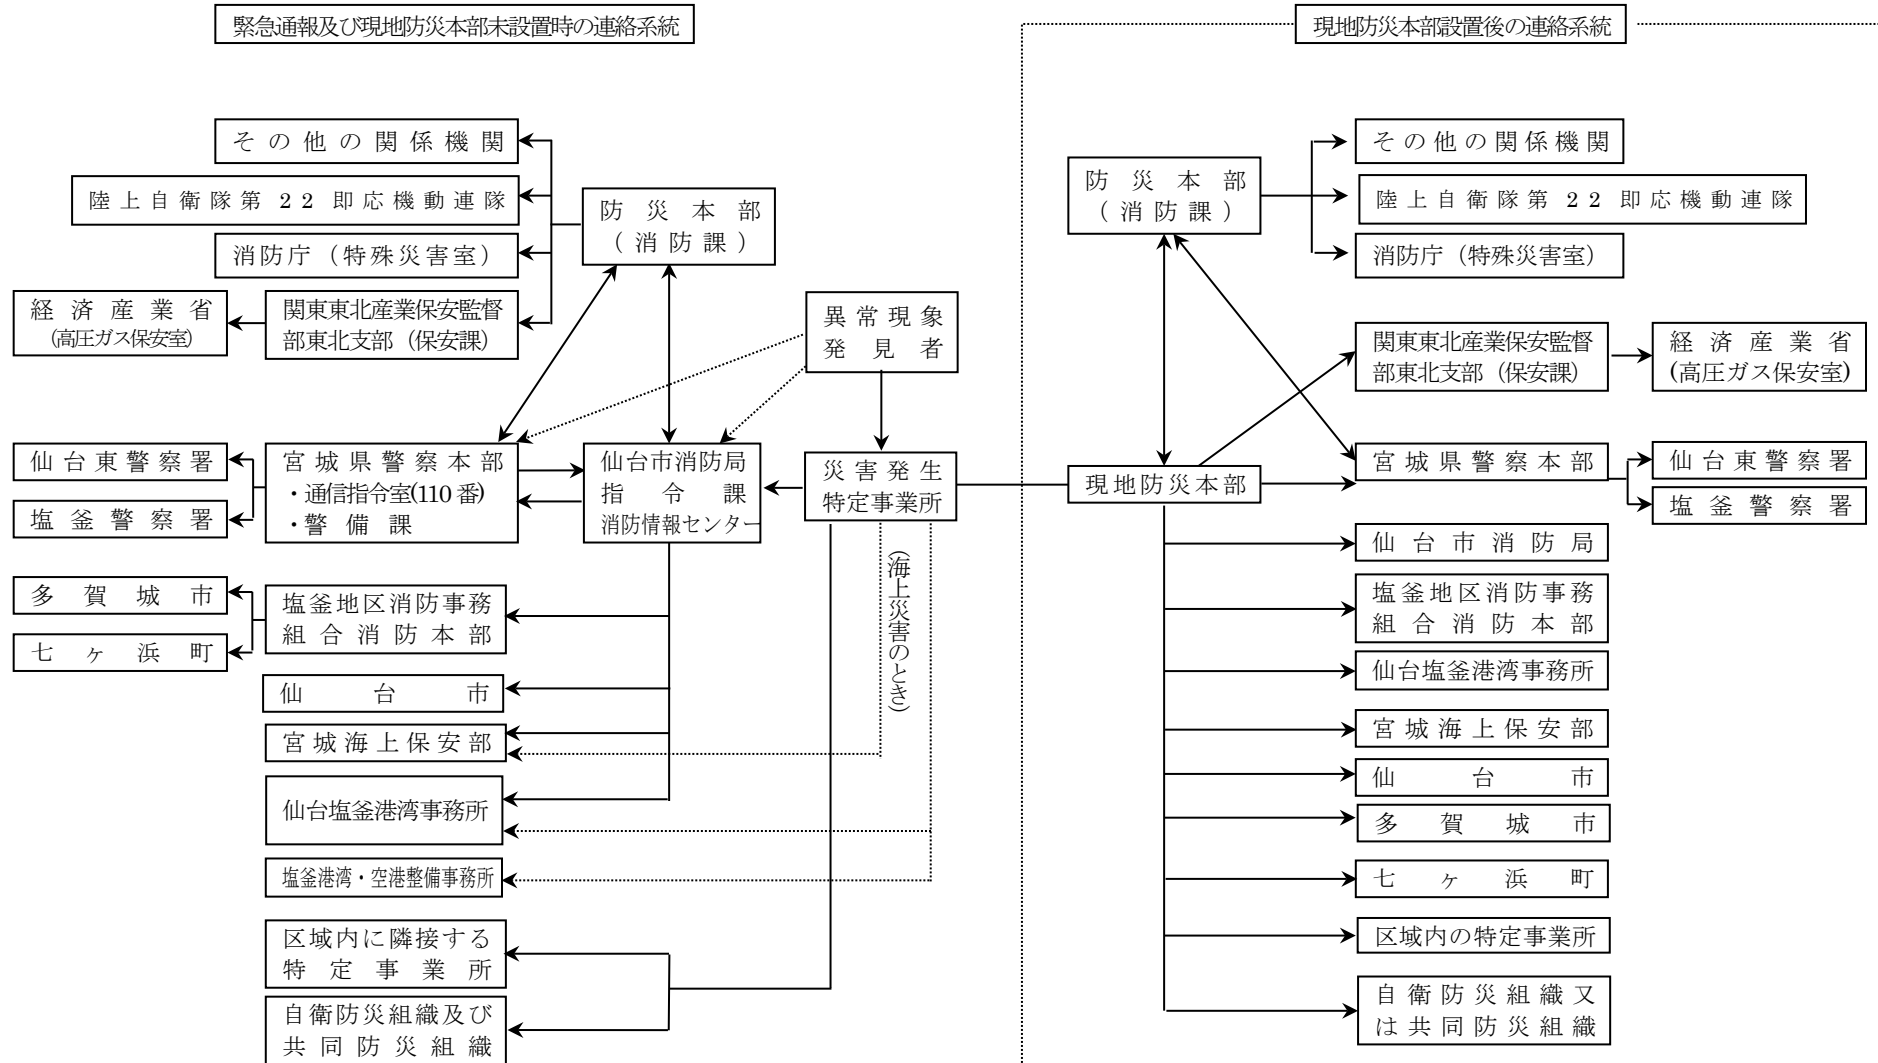 緊急通報及び現地防災本部未設置時の連絡系統
その他の関係機関
陸上自衛隊第22即応機動連隊
防災本部
(消防課)
消防庁(特殊災害室)
経済産業省
(高圧ガス保安室)
関東東北産業保安監督
部東北支部(保安課)
異常現象
発見者
仙台東警察署
塩釜警察署
宮城県警察本部
・通信指令室(110番)
・警備課
仙台市消防局
指令課
消防情報センター
災害発生
特定事業所
(海上災害のとき)
多賀城市
七ヶ浜町
塩釜地区消防事務
組合消防本部
仙台市
宮城海上保安部
仙台塩釜港湾事務所
塩釜港湾・空港整備事務所
区域内に隣接する
特定事業所
自衛防災組織及び
共同防災組織
現地防災本部設置後の連絡系統
その他の関係機関
防災本部
(消防課)
陸上自衛隊第22即応機動連隊
消防庁(特殊災害室)
関東東北産業保安監督
部東北支部(保安課)
経済産業省
(高圧ガス保安室)
現地防災本部
宮城県警察本部
仙台東警察署
塩釜警察署
仙台市消防局
塩釜地区消防事務
組合消防本部
仙台塩釜港湾事務所
宮城海上保安部
仙台市
多賀城市
七ヶ浜町
区域内の特定事業所
自衛防災組織又
は共同防災組織